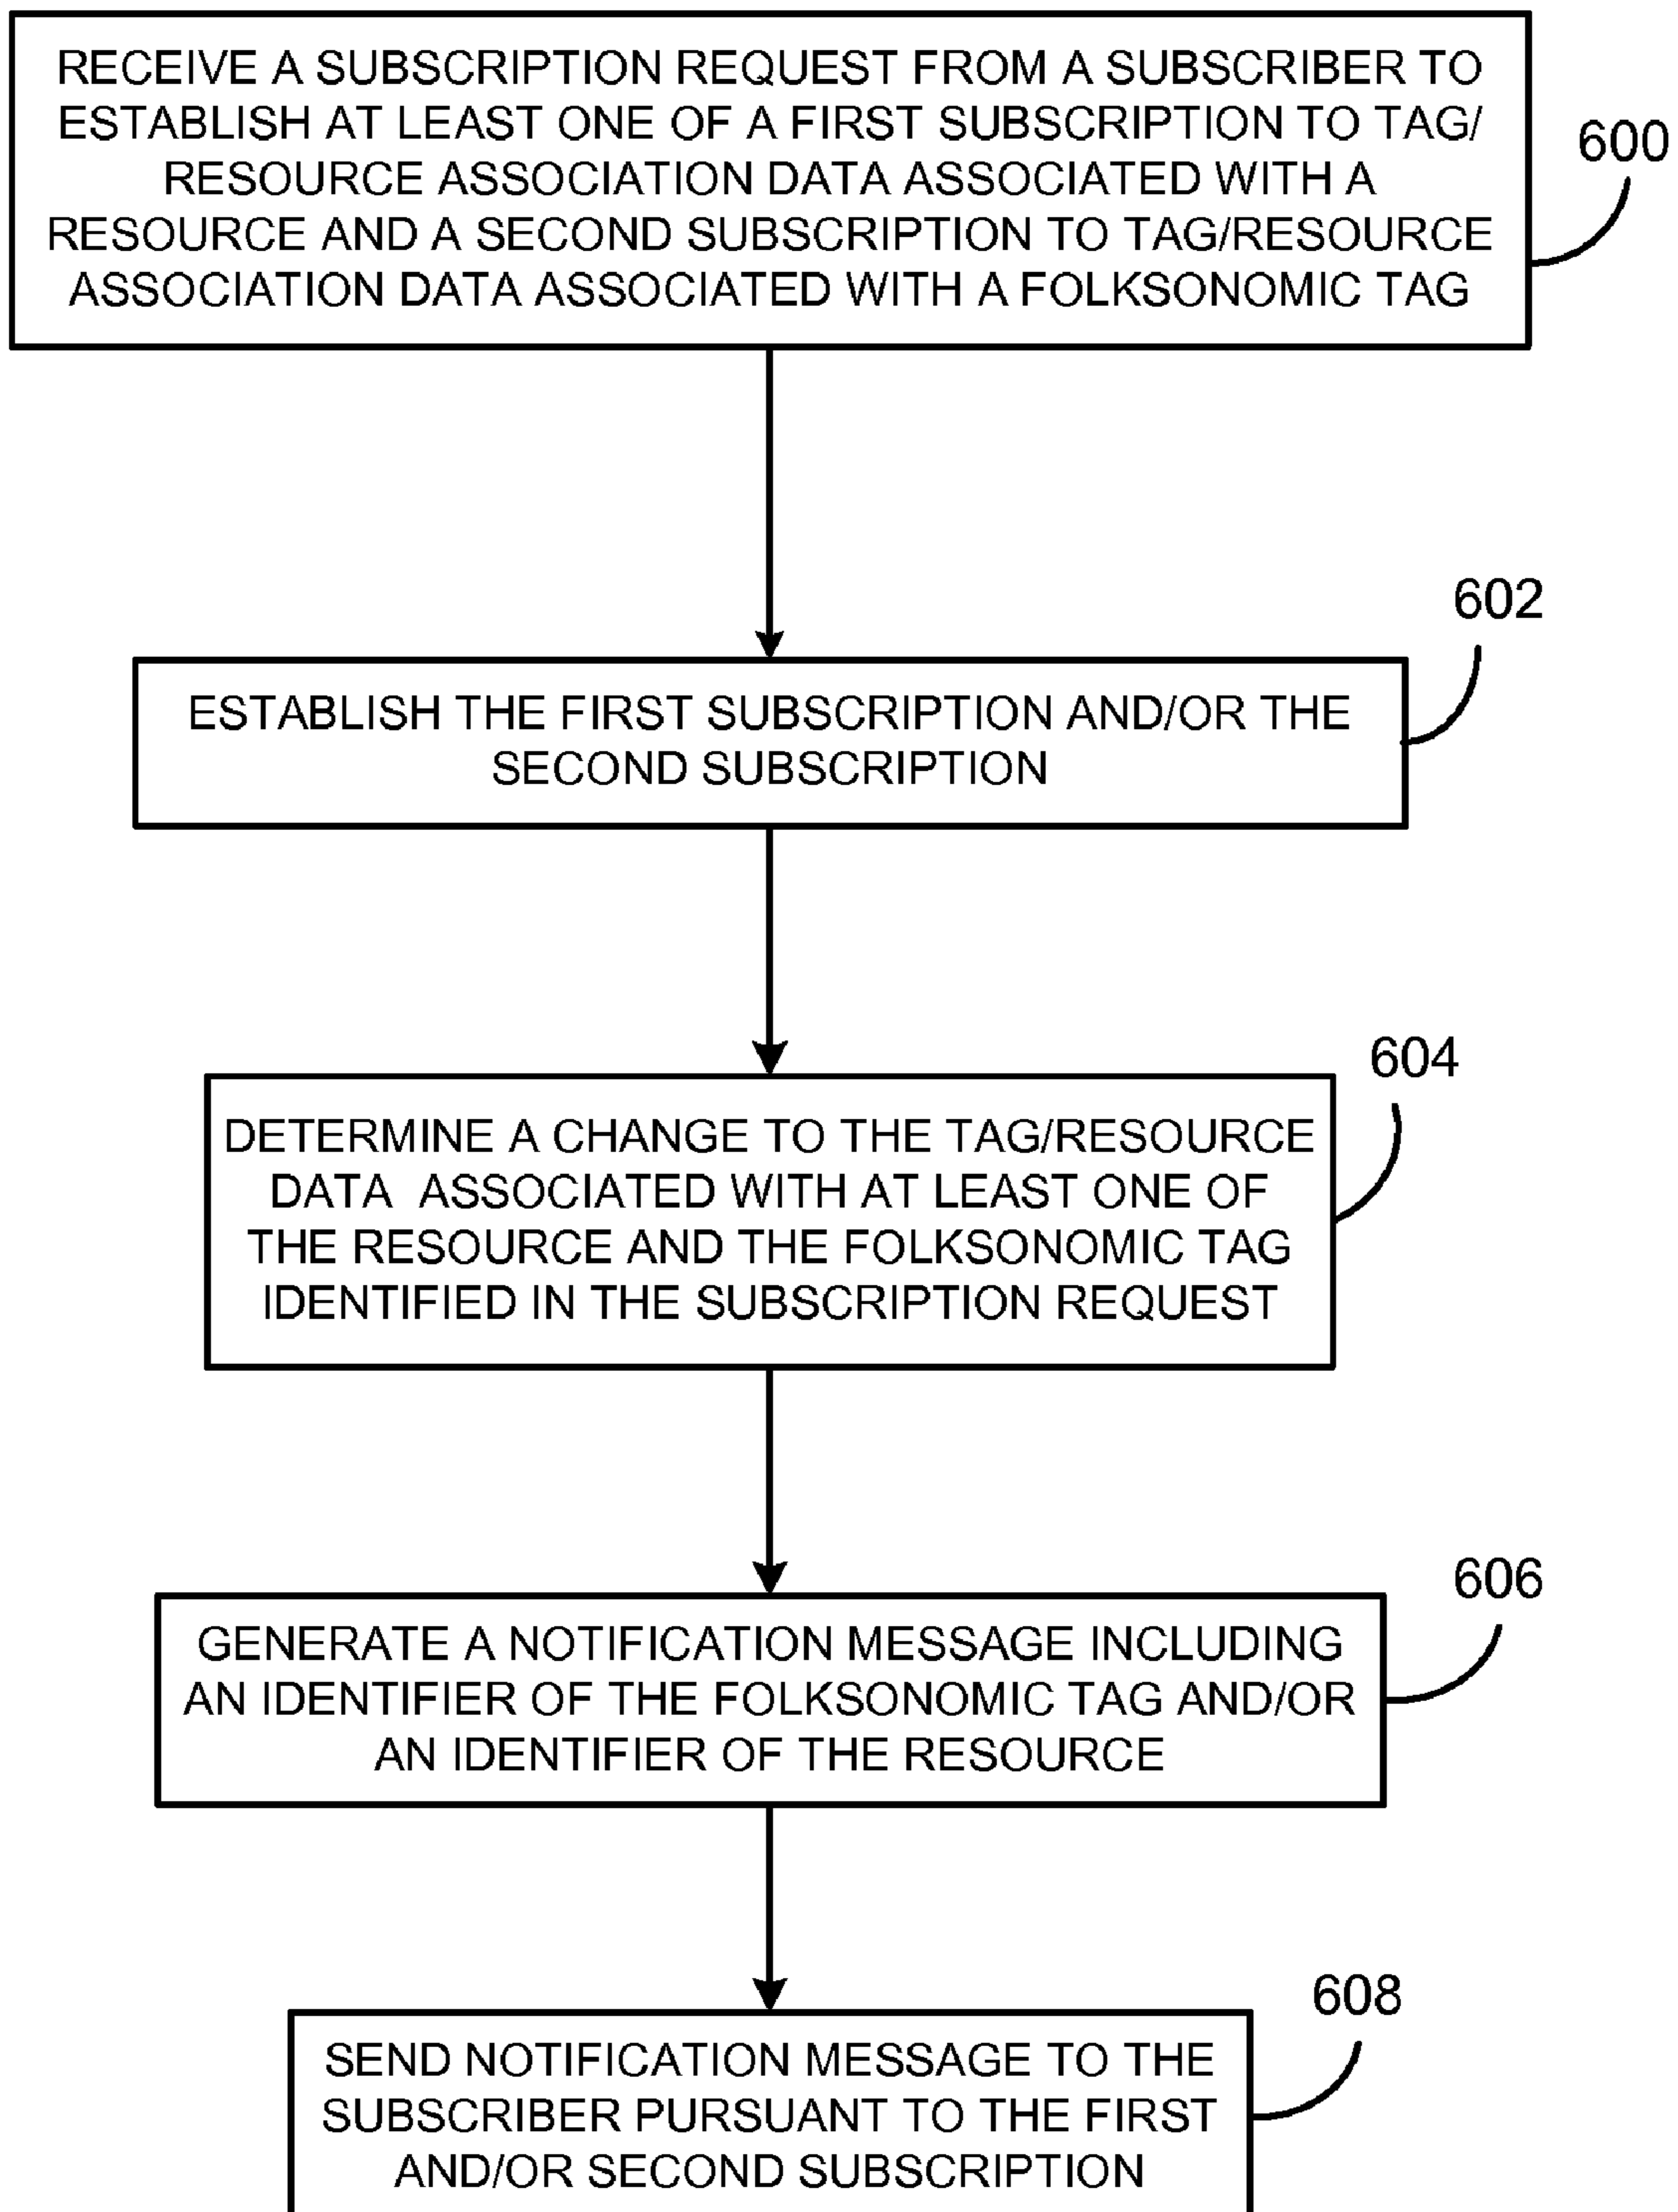 RECEIVE A SUBSCRIPTION REQUEST FROM A SUBSCRIBER TO
ESTABLISH AT LEAST ONE OF A FIRST SUBSCRIPTION TO TAG/
RESOURCE ASSOCIATION DATA ASSOCIATED WITH A
RESOURCE AND A SECOND SUBSCRIPTION TO TAG/RESOURCE
ASSOCIATION DATA ASSOCIATED WITH A FOLKSONOMIC TAG
600
602
ESTABLISH THE FIRST SUBSCRIPTION AND/OR THE
SECOND SUBSCRIPTION
604
DETERMINE A CHANGE TO THE TAG/RESOURCE
DATA ASSOCIATED WITH AT LEAST ONE OF
THE RESOURCE AND THE FOLKSONOMIC TAG
IDENTIFIED IN THE SUBSCRIPTION REQUEST
606
GENERATE A NOTIFICATION MESSAGE INCLUDING
AN IDENTIFIER OF THE FOLKSONOMIC TAG AND/OR
AN IDENTIFIER OF THE RESOURCE
608
SEND NOTIFICATION MESSAGE TO THE
SUBSCRIBER PURSUANT TO THE FIRST
AND/OR SECOND SUBSCRIPTION